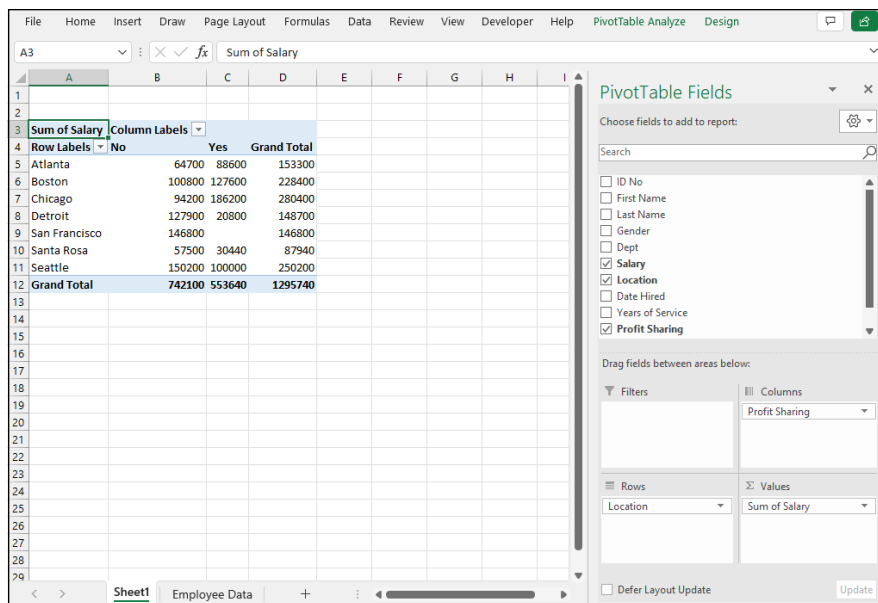 File Home Insert Draw Page Layout Formulas Data Review View Developer Help PivotTable Analyze Design
A3 fx Sum of Salary
A B C D E F G H I
1
2
3 Sum of Salary Column Labels
4 Row Labels No Yes Grand Total
5 Atlanta 64700 88600 153300
6 Boston 100800 127600 228400
7 Chicago 94200 186200 280400
8 Detroit 127900 20800 148700
9 San Francisco 146800 146800
10 Santa Rosa 57500 30440 87940
11 Seattle 150200 100000 250200
12 Grand Total 742100 553640 1295740
13
14
15
16
17
18
19
20
21
22
23
24
25
26
27
28
29
Sheet1 Employee Data
PivotTable Fields
Choose fields to add to report:
Search
ID No
First Name
Last Name
Gender
Dept
Salary
Location
Date Hired
Years of Service
Profit Sharing
Drag fields between areas below:
Filters
Columns
Profit Sharing
Rows
Location
Σ Values
Sum of Salary
Defer Layout Update
Update